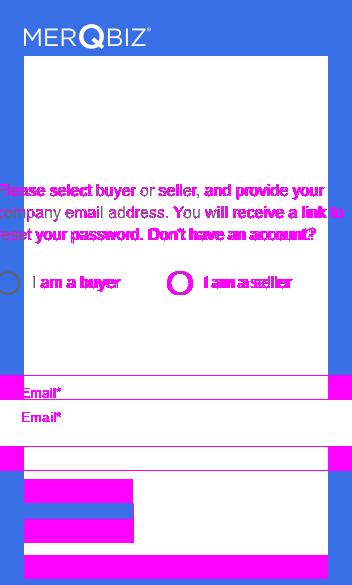 MERQBIZ®
Please select buyer or seller, and provide your
company email address. You will receive a link to
reset your password. Don't have an account?
I am a buyer
I am a seller
Email*
Email*